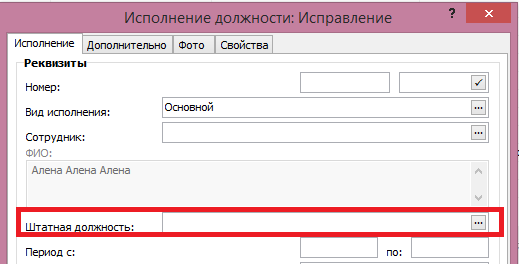 Исполнение должности: Исправление
?
Исполнение Дополнительно Фото Свойства
Реквизиты
Номер:
Вид исполнения: Основной ...
Сотрудник: ...
ФИО:
Алена Алена Алена
Штатная должность: ...
Период с: по: